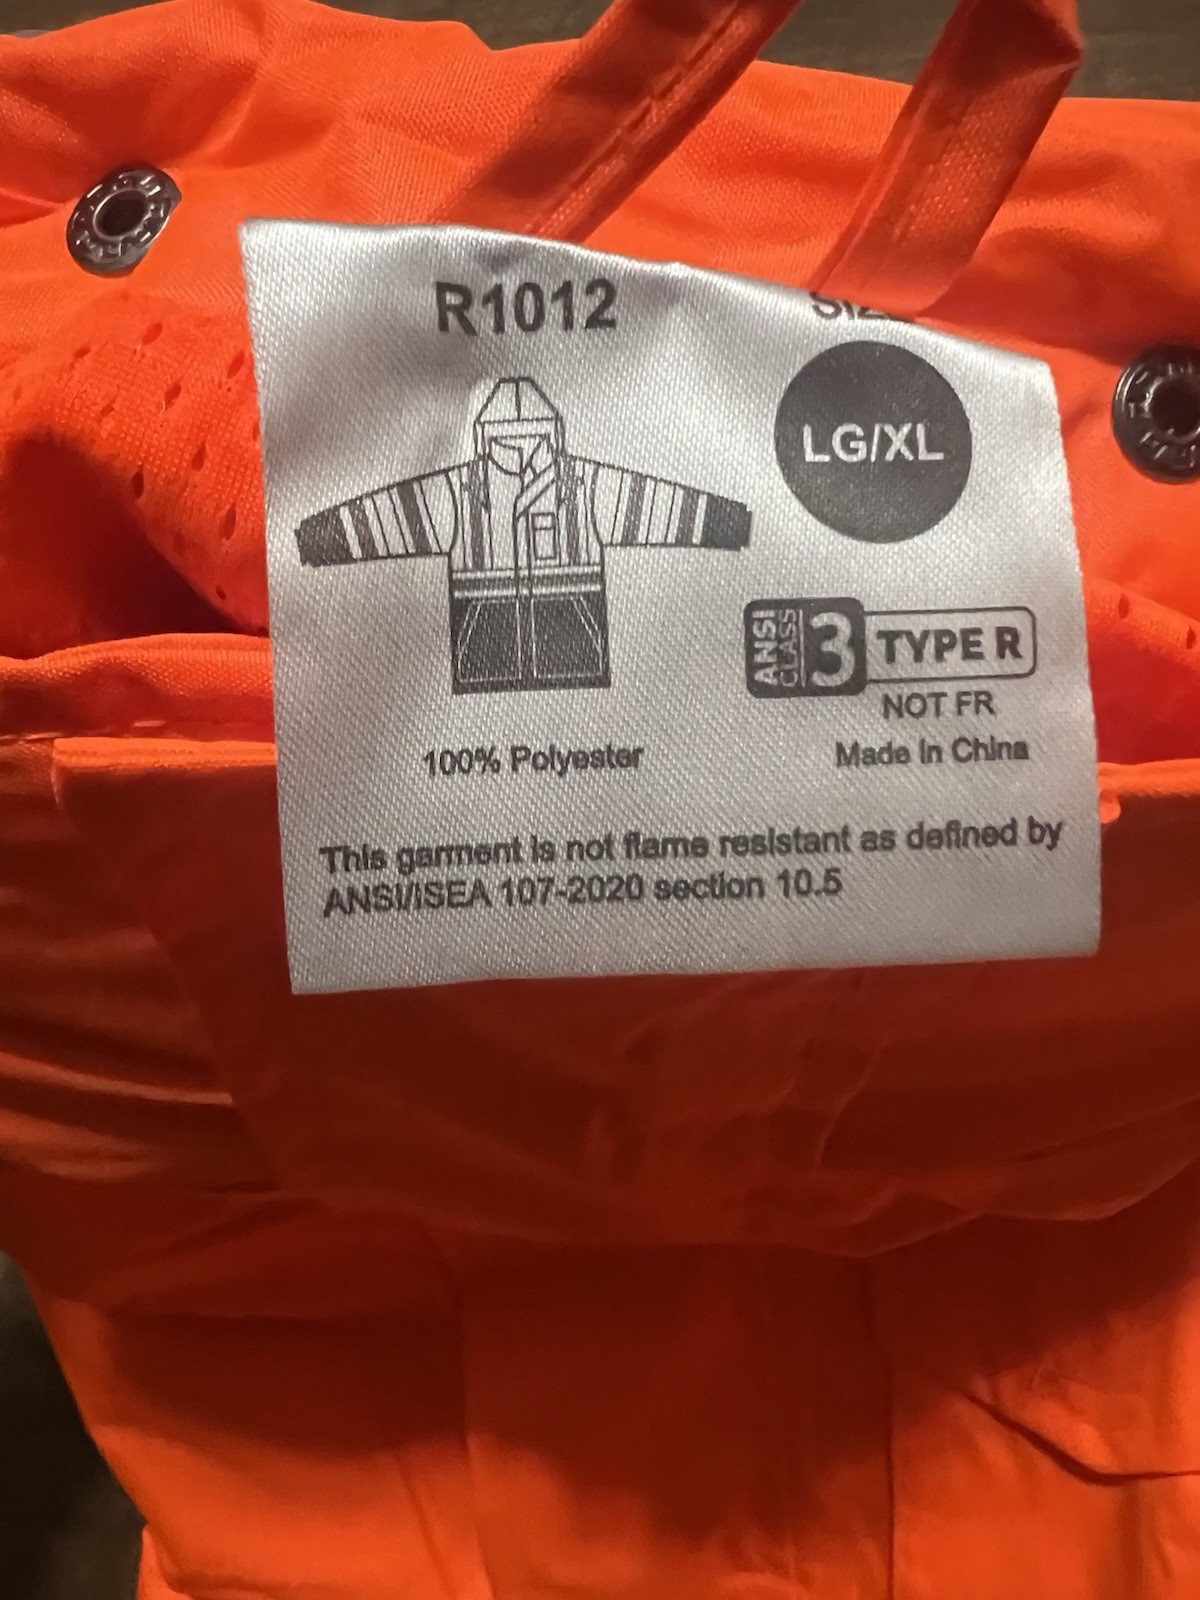 R1012
SIZE
LG/XL
ANSI
CLASS
3
TYPE R
NOT FR
100% Polyester
Made In China
This garment is not flame resistant as defined by
ANSI/ISEA 107-2020 section 10.5